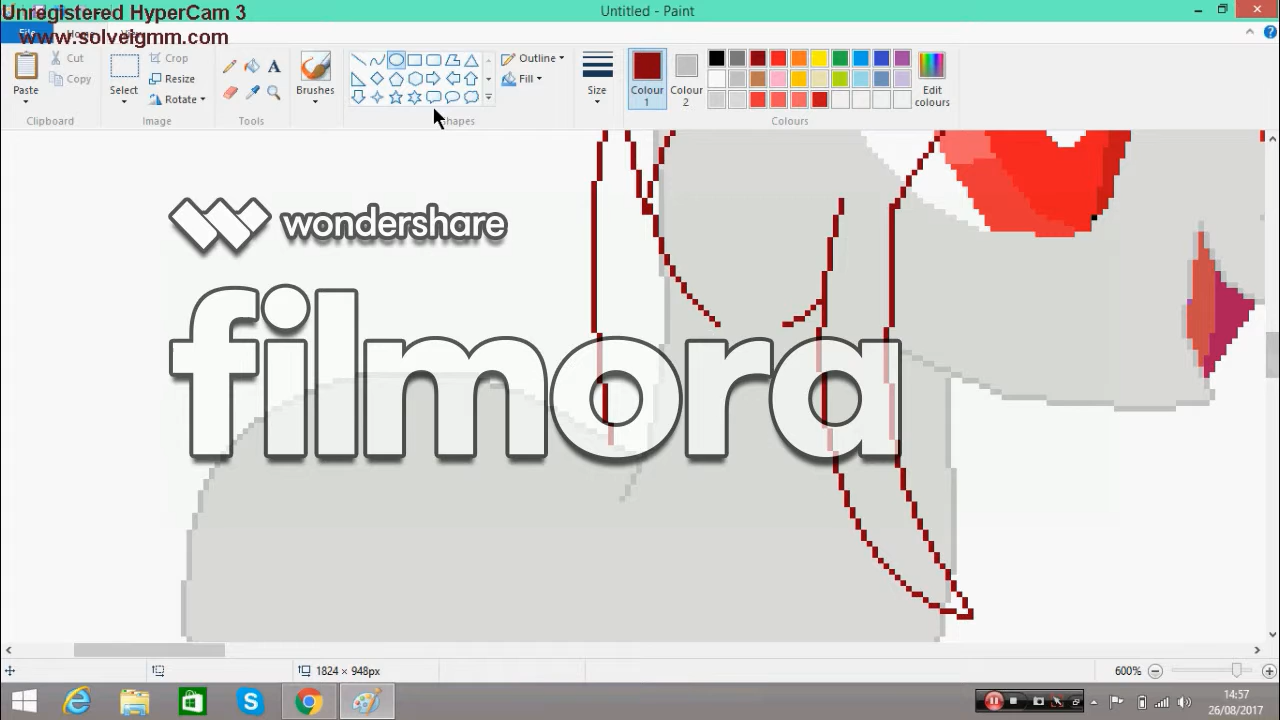 Unregistered HyperCam 3
www.solveigmm.com
Untitled - Paint
Paste
Cut
Copy
Clipboard
Select
Crop
Resize
Rotate
Image
Tools
Brushes
Outline
Fill
Shapes
Size
Colour 1
Colour 2
Edit colours
Colours
wondershare
filmora
1824 × 948px
600%
14:57
26/08/2017